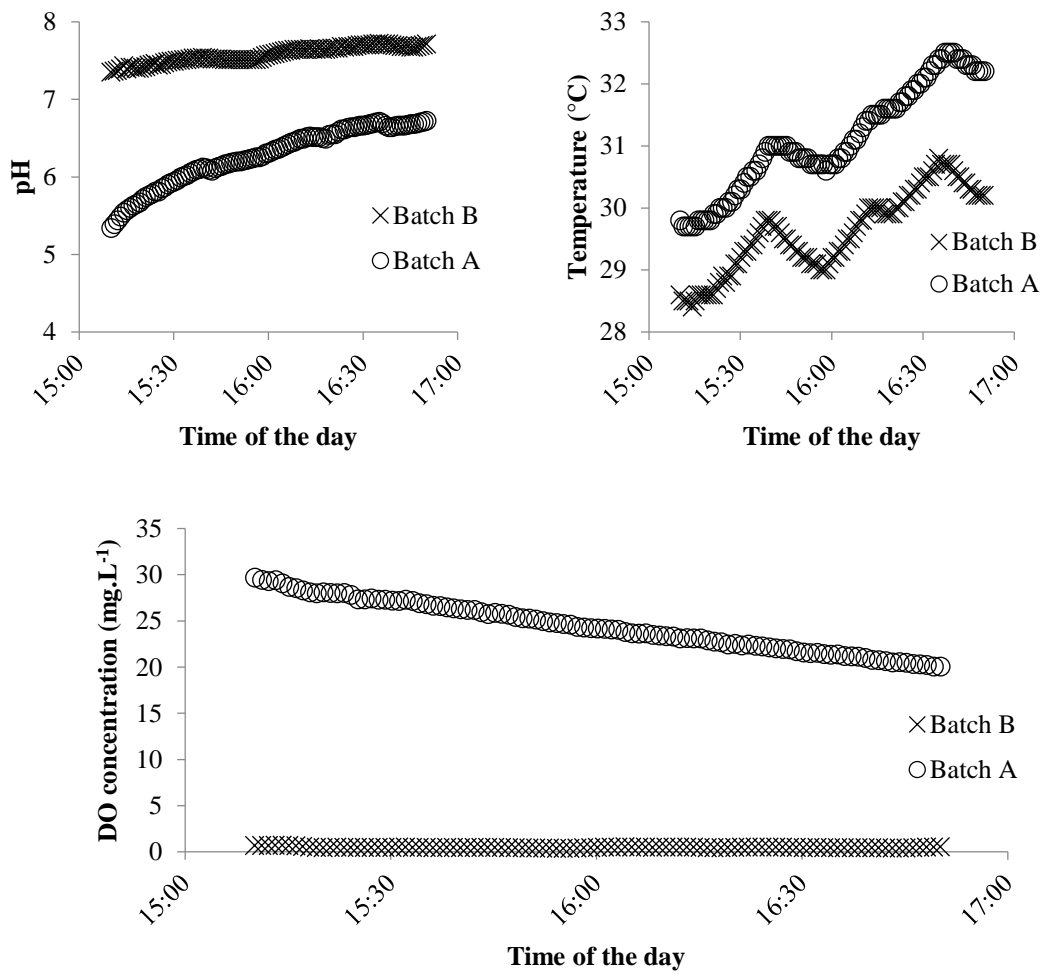 8
7
6
5
4
pH
15:00
15:30
16:00
16:30
17:00
Time of the day
Batch B
Batch A
33
32
31
30
29
28
Temperature (°C)
15:00
15:30
16:00
16:30
17:00
Time of the day
Batch B
Batch A
35
30
25
20
15
10
5
0
DO concentration (mg.L-1)
15:00
15:30
16:00
16:30
17:00
Time of the day
Batch B
Batch A